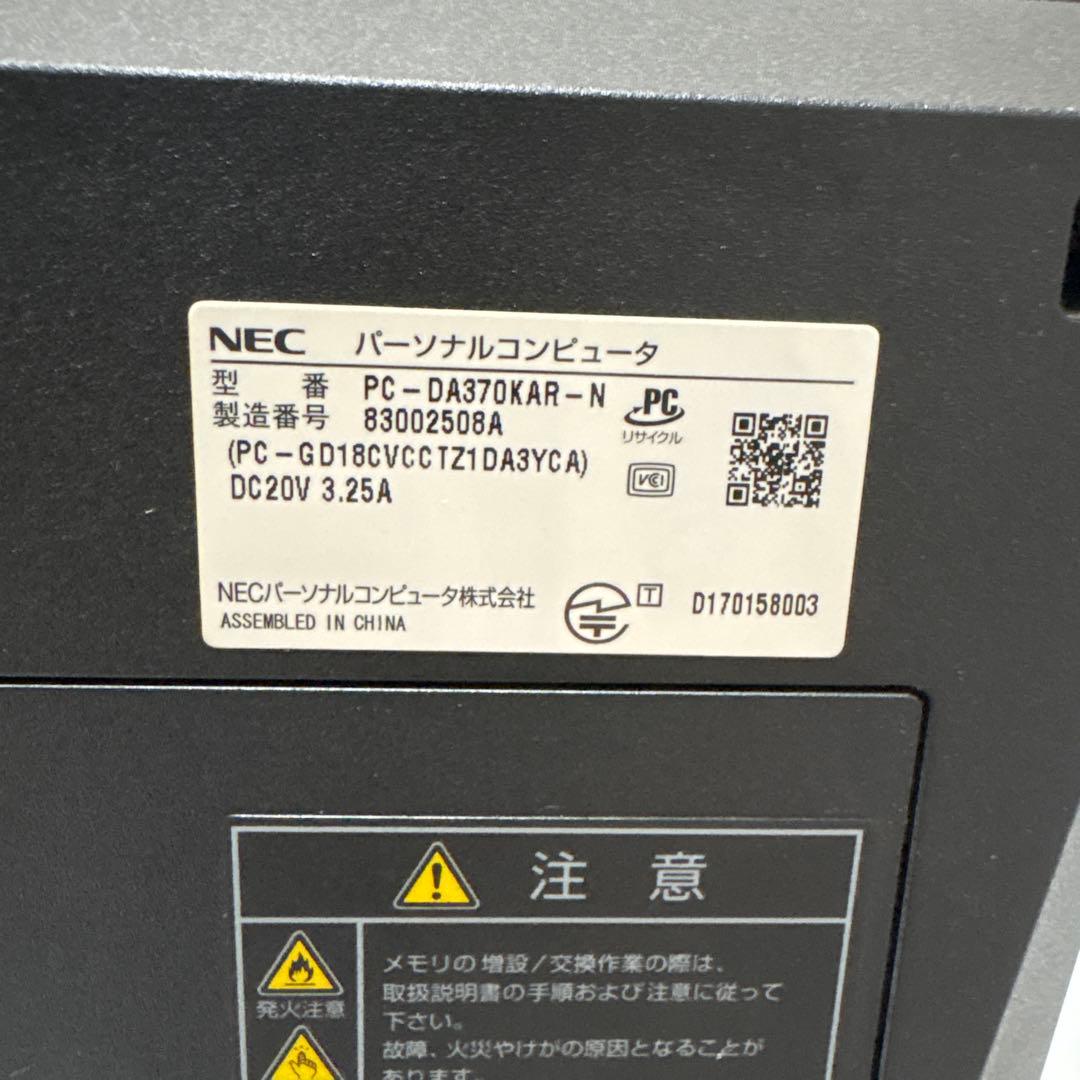 NEC パーソナルコンピュータ
型 番 PC-DA370KAR-N
製造番号 83002508A
(PC-GD18CVCCTZ1DA3YCA)
DC20V 3.25A
PC
リサイクル
VCI
NECパーソナルコンピュータ株式会社
ASSEMBLED IN CHINA
T D170158003
注 意
発火注意
メモリの増設/交換作業の際は、
取扱説明書の手順および注意に従って
下さい。
故障、火災やけがの原因となることが
あります。